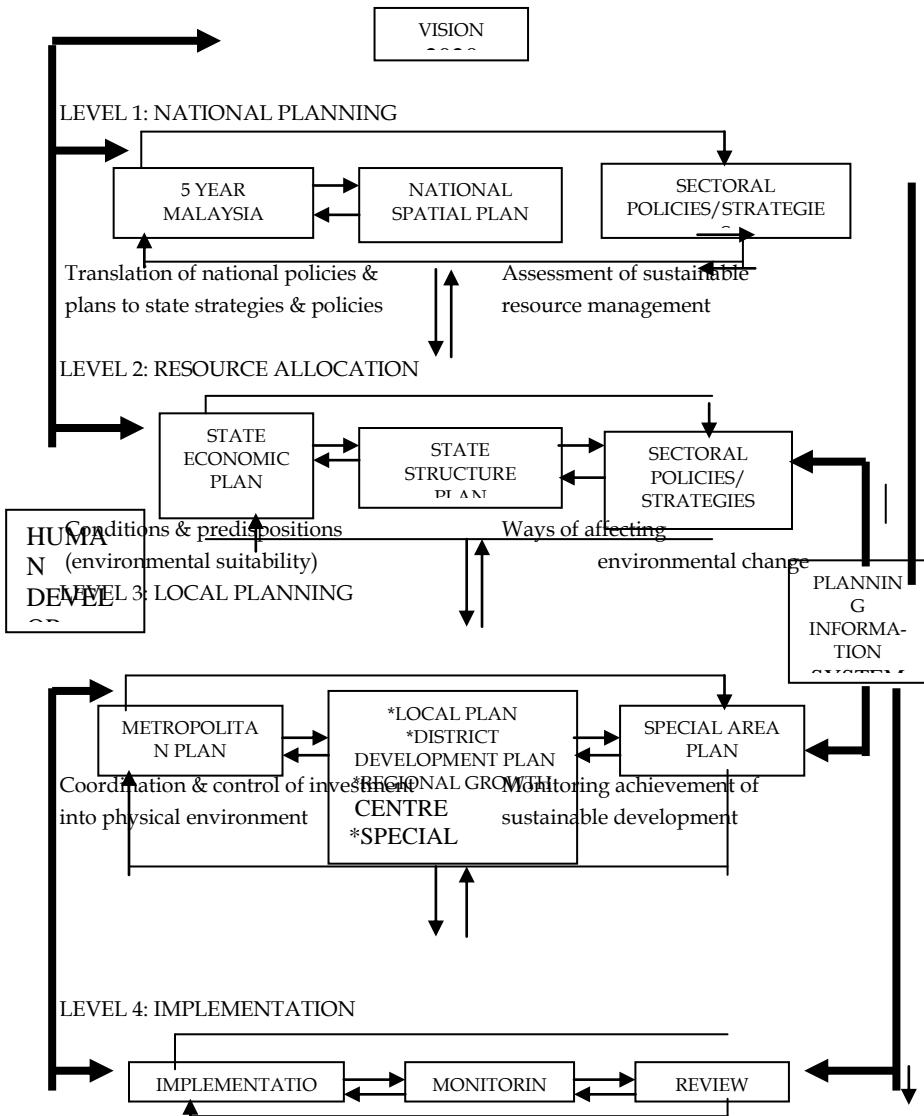 VISION
LEVEL 1: NATIONAL PLANNING
5 YEAR
MALAYSIA
NATIONAL
SPATIAL PLAN
SECTORAL
POLICIES/STRATEGIE
Translation of national policies &
plans to state strategies & policies
Assessment of sustainable
resource management
LEVEL 2: RESOURCE ALLOCATION
STATE
ECONOMIC
PLAN
STATE
STRUCTURE
PLAN
SECTORAL
POLICIES/
STRATEGIES
HUMA
N
DEVEL
Conditions & predispositions
(environmental suitability)
Ways of affecting
environmental change
LEVEL 3: LOCAL PLANNING
PLANNIN
G
INFORMA-
TION
SYSTEM
METROPOLITA
N PLAN
*LOCAL PLAN
*DISTRICT
DEVELOPMENT PLAN
*REGIONAL GROWTH
CENTRE
*SPECIAL
SPECIAL AREA
PLAN
Coordination & control of investment
into physical environment
Monitoring achievement of
sustainable development
LEVEL 4: IMPLEMENTATION
IMPLEMENTATIO
MONITORIN
REVIEW